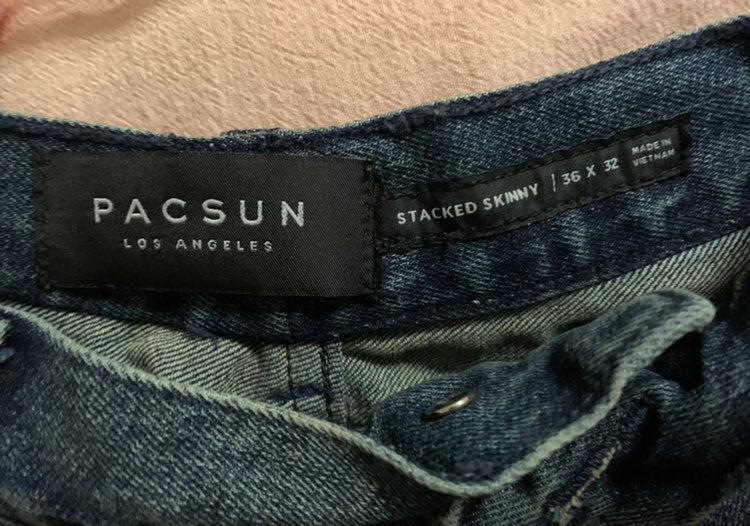 PACSUN
LOS ANGELES
STACKED SKINNY | 36 X 32
MADE IN
VIETNAM